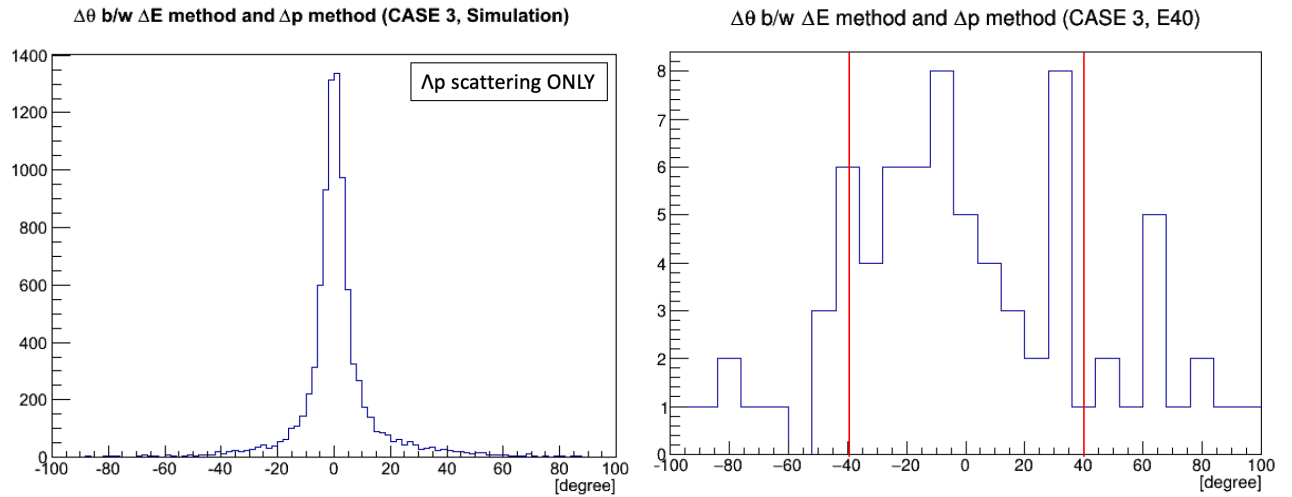 Δθ b/w ΔE method and Δp method (CASE 3, Simulation)
1400
1200
1000
800
600
400
200
0
Λp scattering ONLY
-100 -80 -60 -40 -20 0 20 40 60 80 100
[degree]
Δθ b/w ΔE method and Δp method (CASE 3, E40)
8
7
6
5
4
3
2
1
0
-100 −80 −60 −40 −20 0 20 40 60 80 100
[degree]